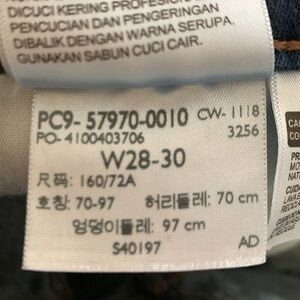 DICUCI KERING PROFESIO
PENCUCIAN DAN PENGERINGAN
DIBALIK DENGAN WARNA SERUPA.
GUNAKAN SABUN CUCI CAIR.
PC9- 57970-0010 CW- 1118
PO- 4100403706 3256
W28-30
尺码: 160/72A
호칭: 70-97 허리둘레: 70 cm
엉덩이둘레: 97 cm
S40197 AD